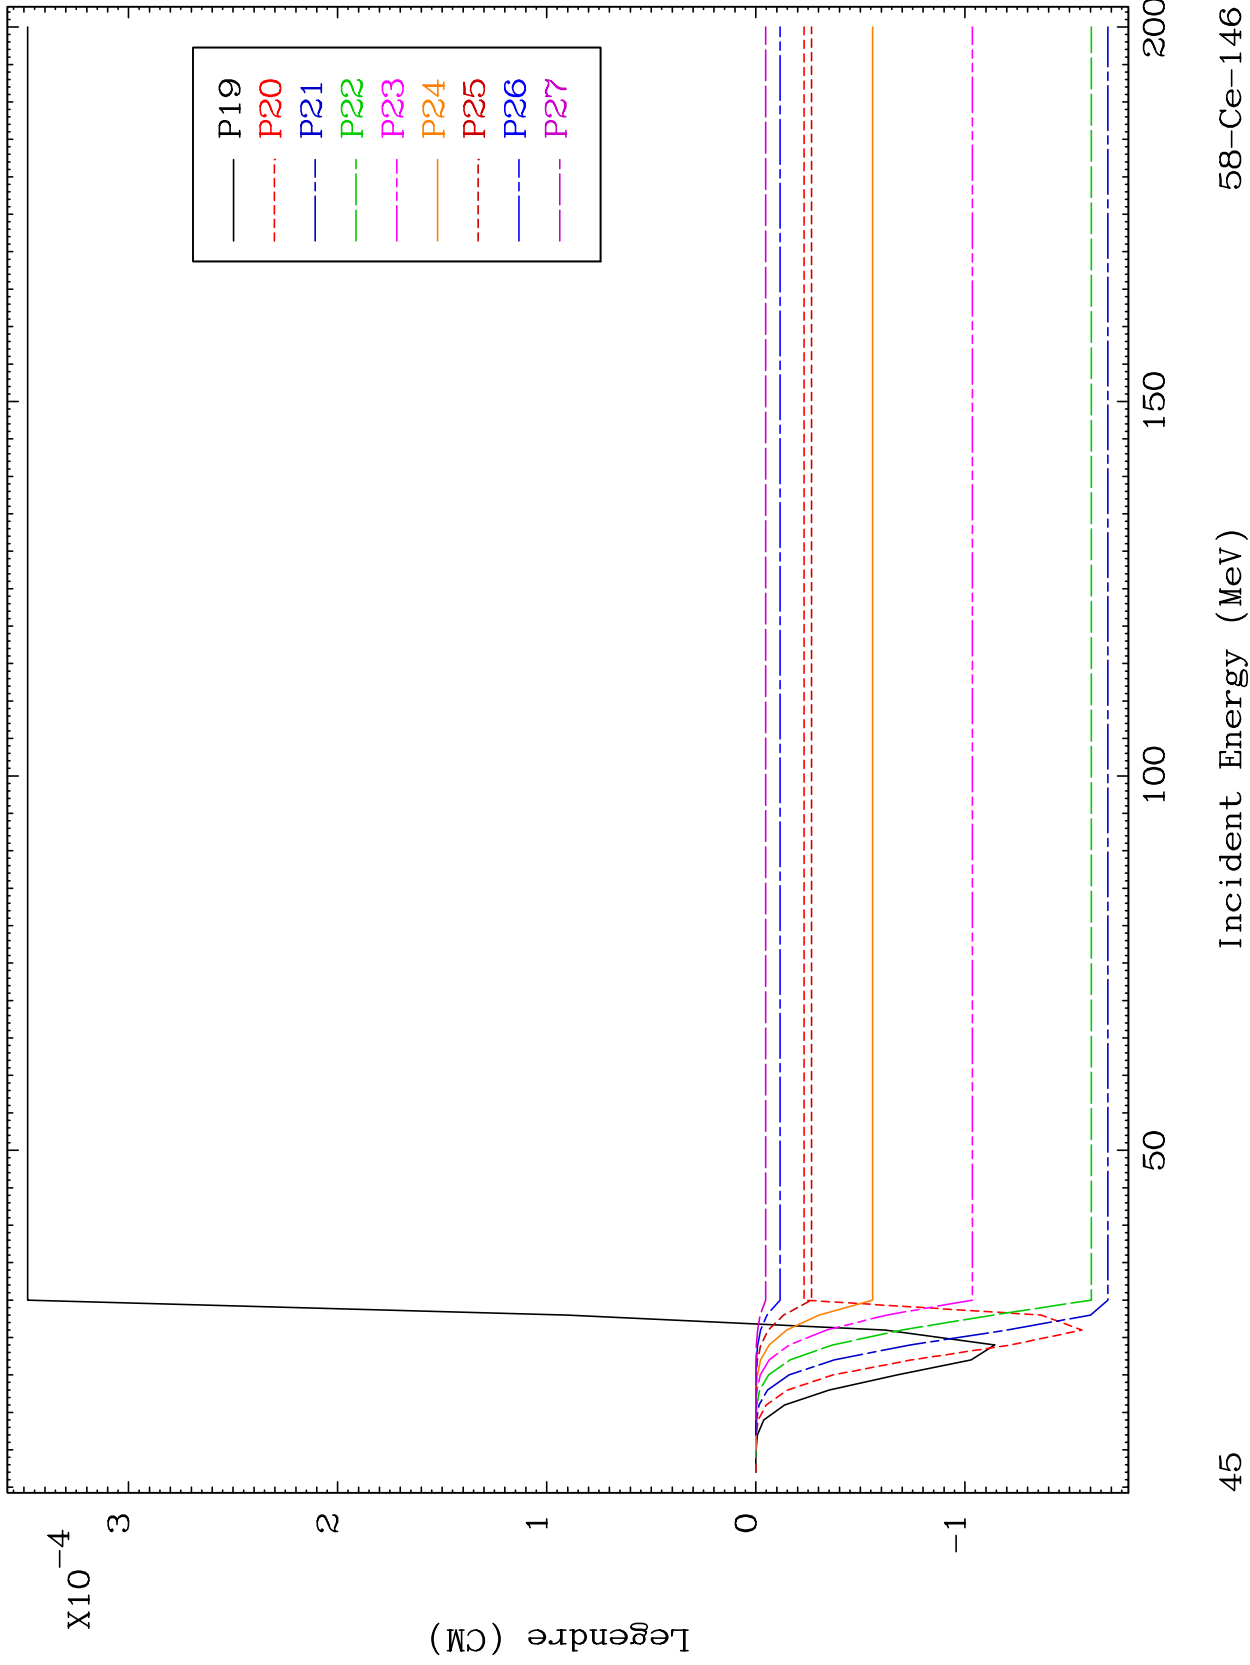 X10
-4
3
2
1
0
-1
Legendre (CM)
P19
P20
P21
P22
P23
P24
P25
P26
P27
50
100
150
200
Incident Energy (MeV)
45
58-Ce-146